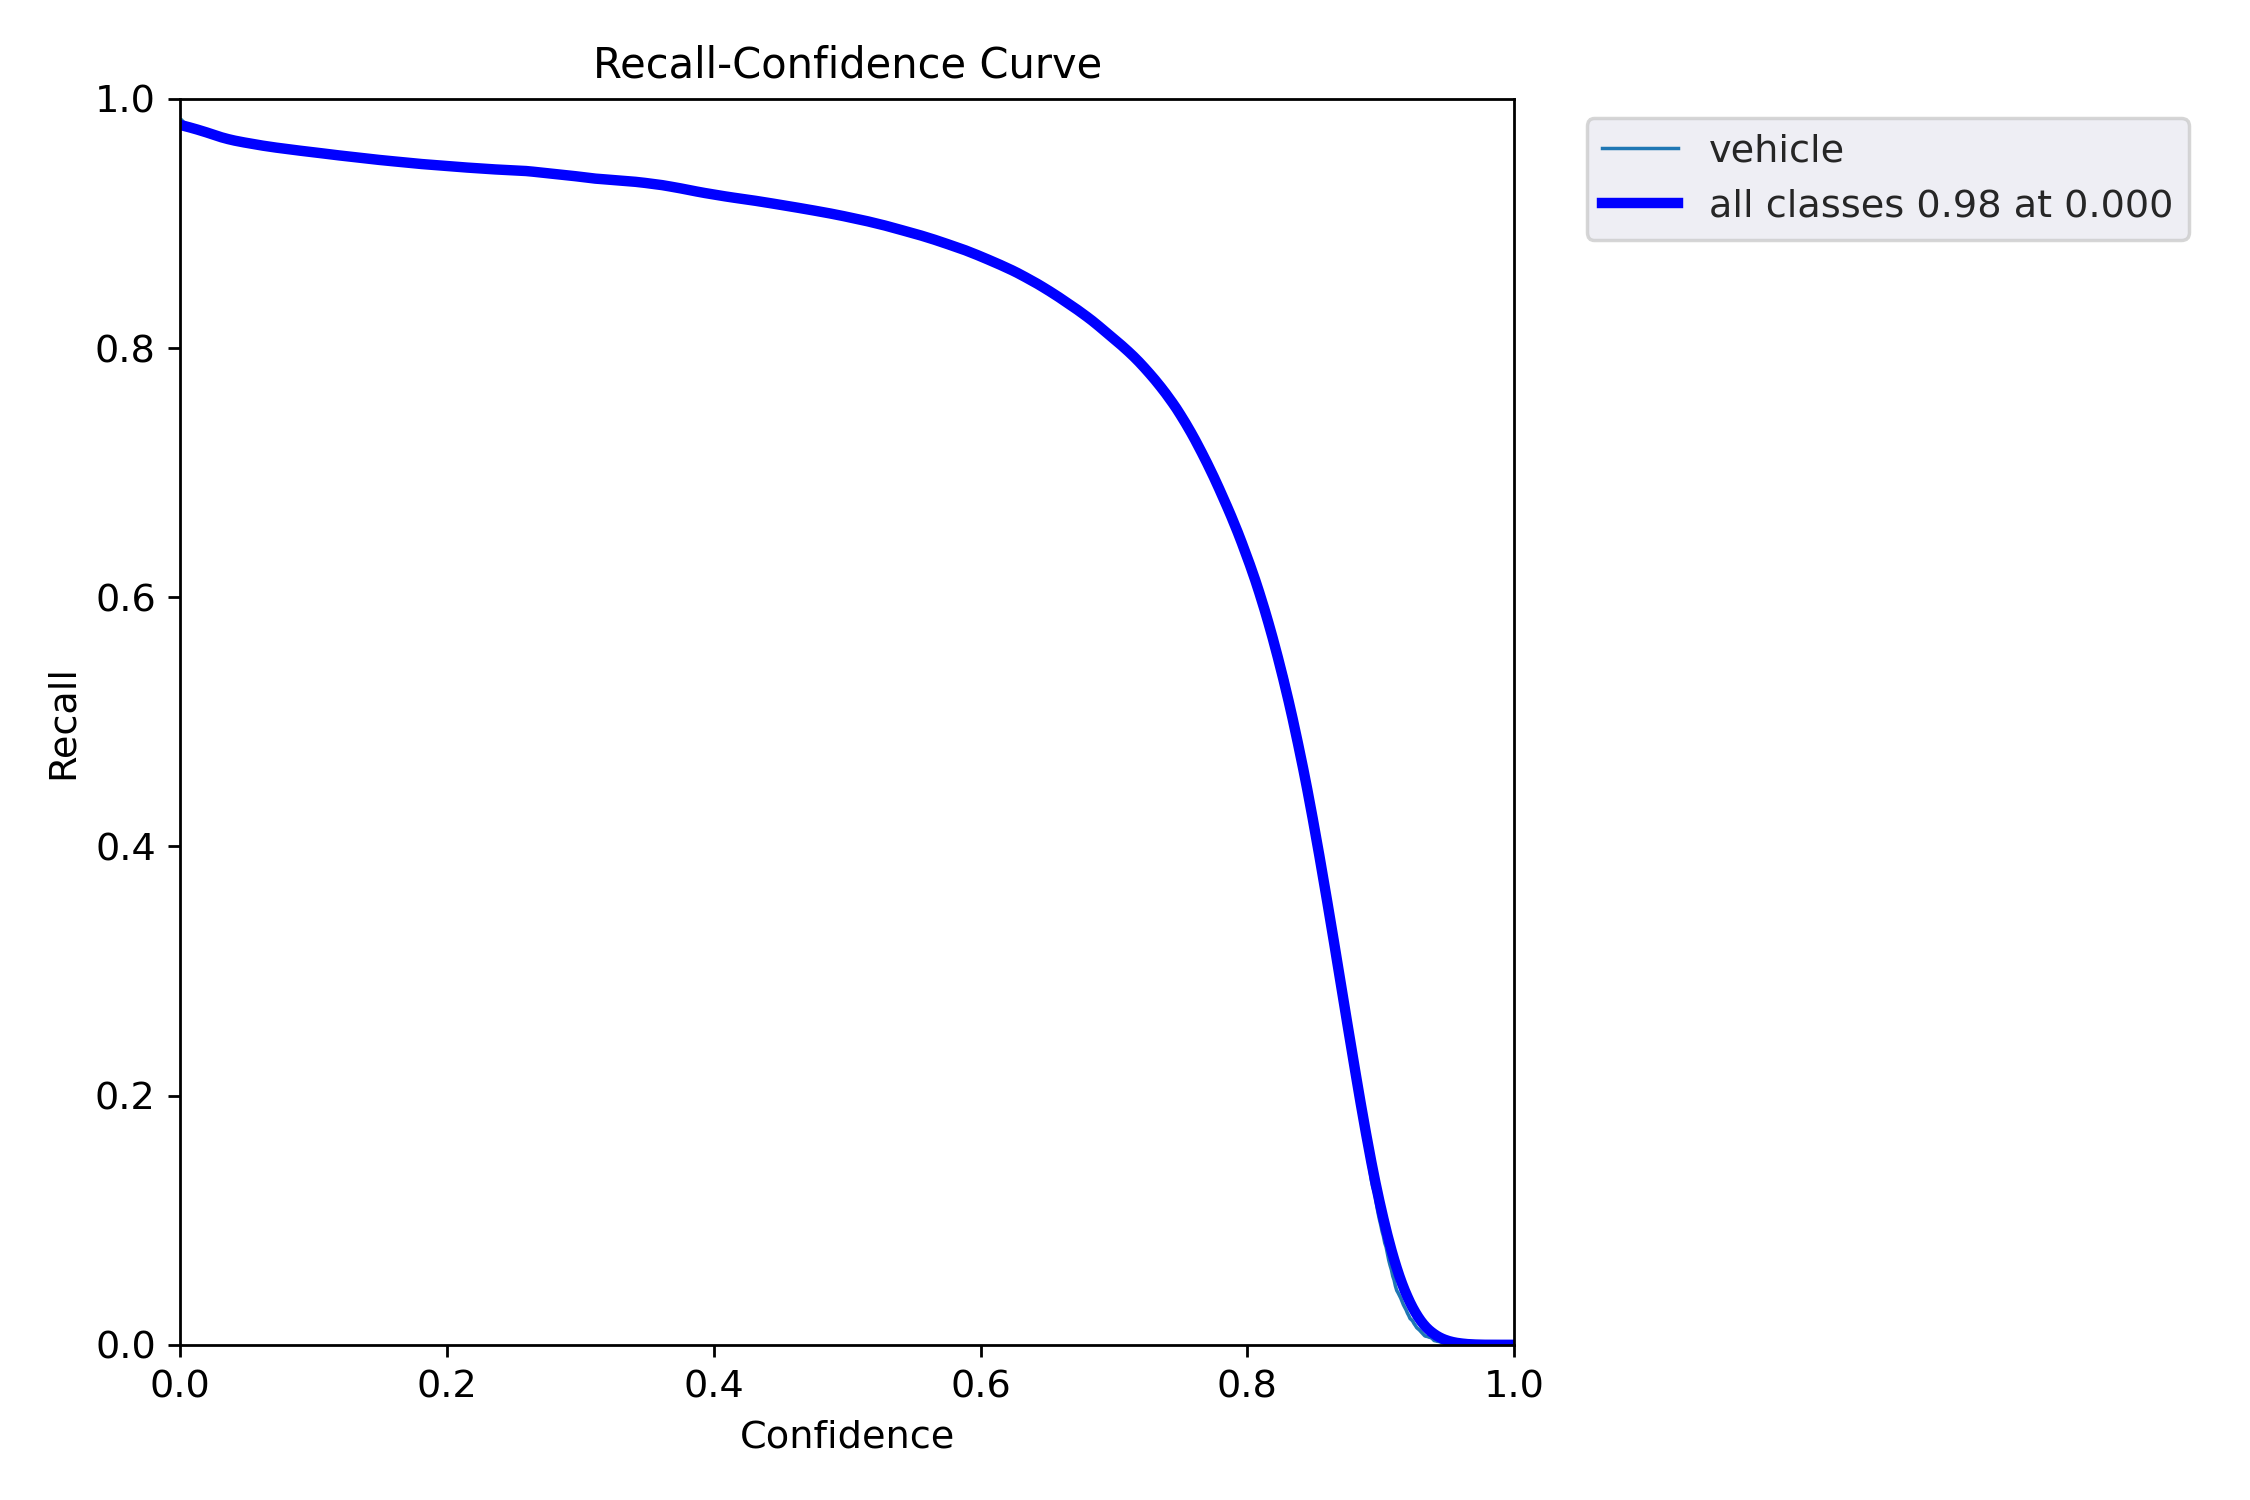 Recall-Confidence Curve
1.0
0.8
0.6
0.4
0.2
0.0
Recall
0.0 0.2 0.4 0.6 0.8 1.0
Confidence
vehicle
all classes 0.98 at 0.000